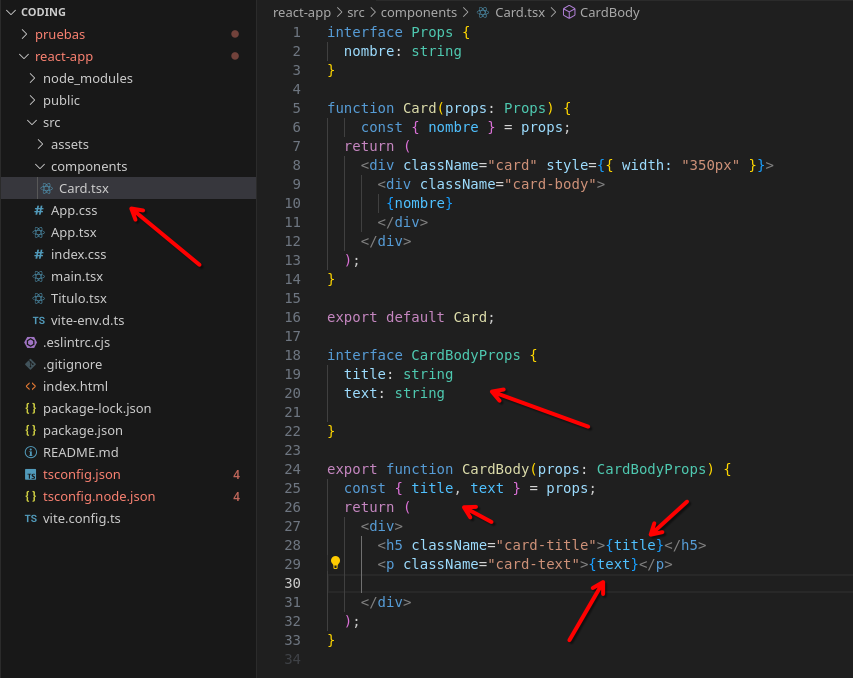 CODING
pruebas
react-app
node_modules
public
src
assets
components
Card.tsx
# App.css
App.tsx
# index.css
main.tsx
Titulo.tsx
TS vite-env.d.ts
.eslintrc.cjs
.gitignore
<> index.html
{} package-lock.json
{} package.json
README.md
TS tsconfig.json 4
{} tsconfig.node.json 4
TS vite.config.ts
react-app > src > components > Card.tsx > CardBody
1 interface Props {
2 nombre: string
3 }
4
5 function Card(props: Props) {
6 const { nombre } = props;
7 return (
8 <div className="card" style={{ width: "350px" }}>
9 <div className="card-body">
10 {nombre}
11 </div>
12 </div>
13 );
14 }
15
16 export default Card;
17
18 interface CardBodyProps {
19 title: string
20 text: string
21
22 }
23
24 export function CardBody(props: CardBodyProps) {
25 const { title, text } = props;
26 return (
27 <div>
28 <h5 className="card-title">{title}</h5>
29 <p className="card-text">{text}</p>
30
31 </div>
32 );
33 }
34